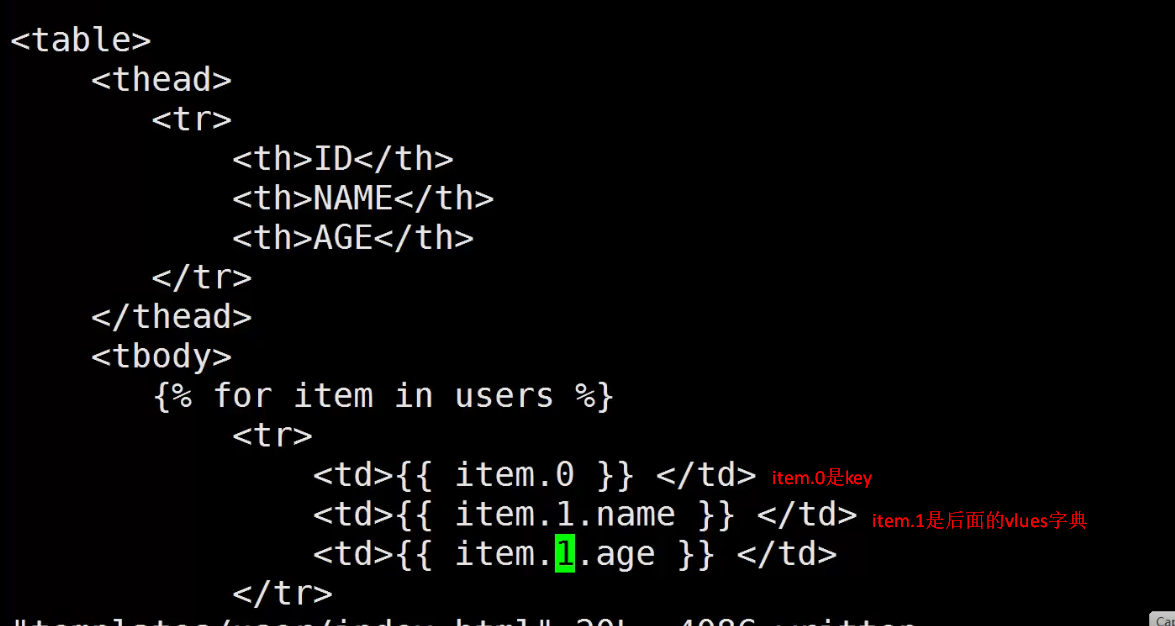 <table>
<thead>
<tr>
<th>ID</th>
<th>NAME</th>
<th>AGE</th>
</tr>
</thead>
<tbody>
{% for item in users %}
<tr>
<td>{{ item.0 }} </td> item.0是key
<td>{{ item.1.name }} </td> item.1是后面的vlues字典
<td>{{ item.1.age }} </td>
</tr>